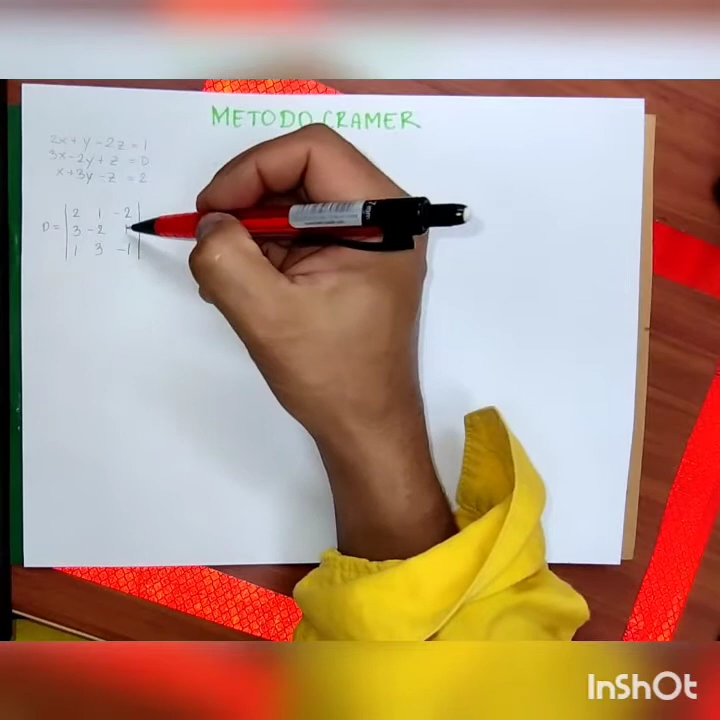 METODO CRAMER
2x+y-2z=1
3x-2y+z=0
x+3y-z=2
D= | 2 1 -2 |
3 -2 1
1 3 -1
InShOt